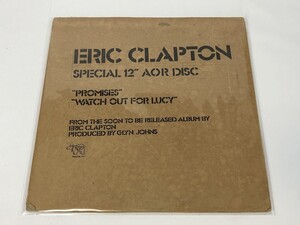 ERIC CLAPTON
SPECIAL 12" AOR DISC
"PROMISES"
"WATCH OUT FOR LUCY"
FROM THE SOON TO BE RELEASED ALBUM BY
ERIC CLAPTON
PRODUCED BY GLYN JOHNS